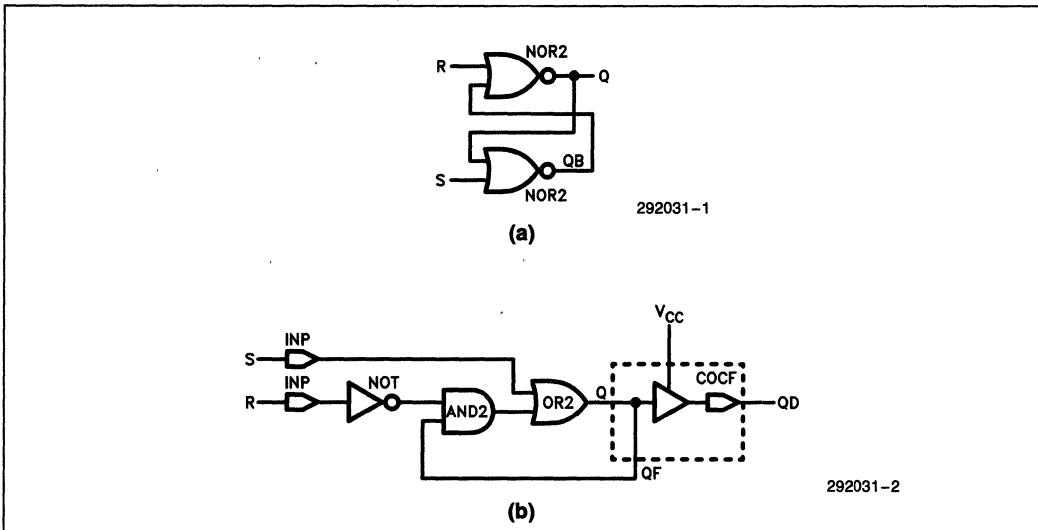 NOR2
R
Q
QB
S
NOR2
292031-1
(a)
VCC
INP
S
COCF
INP
NOT
R
AND2
OR2
Q
QD
QF
292031-2
(b)